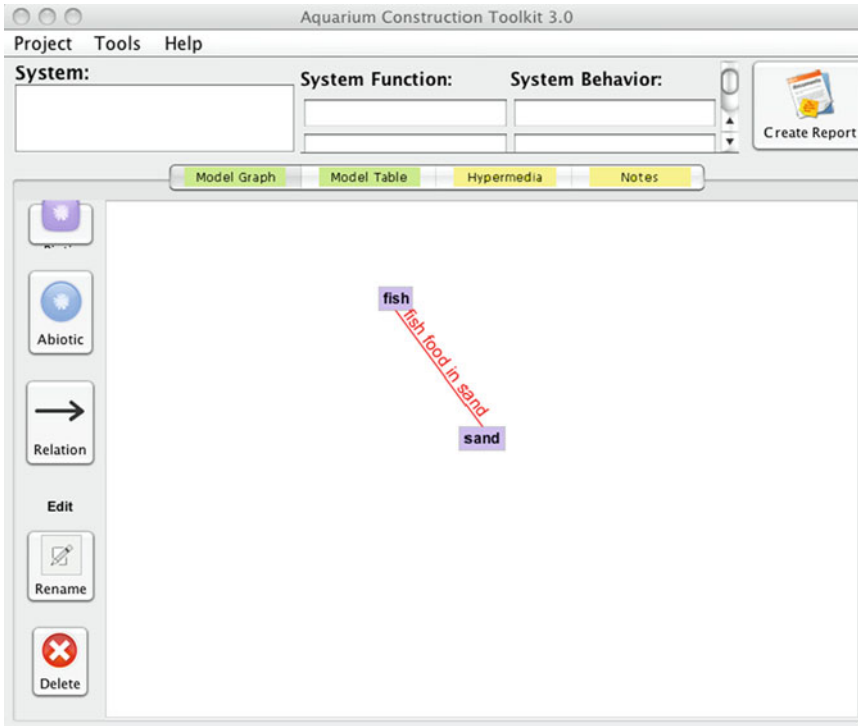 Aquarium Construction Toolkit 3.0
Project Tools Help
System:
System Function:
System Behavior:
Create Report
Model Graph
Model Table
Hypermedia
Notes
Abiotic
Relation
Edit
Rename
Delete
fish
fish food in sand
sand